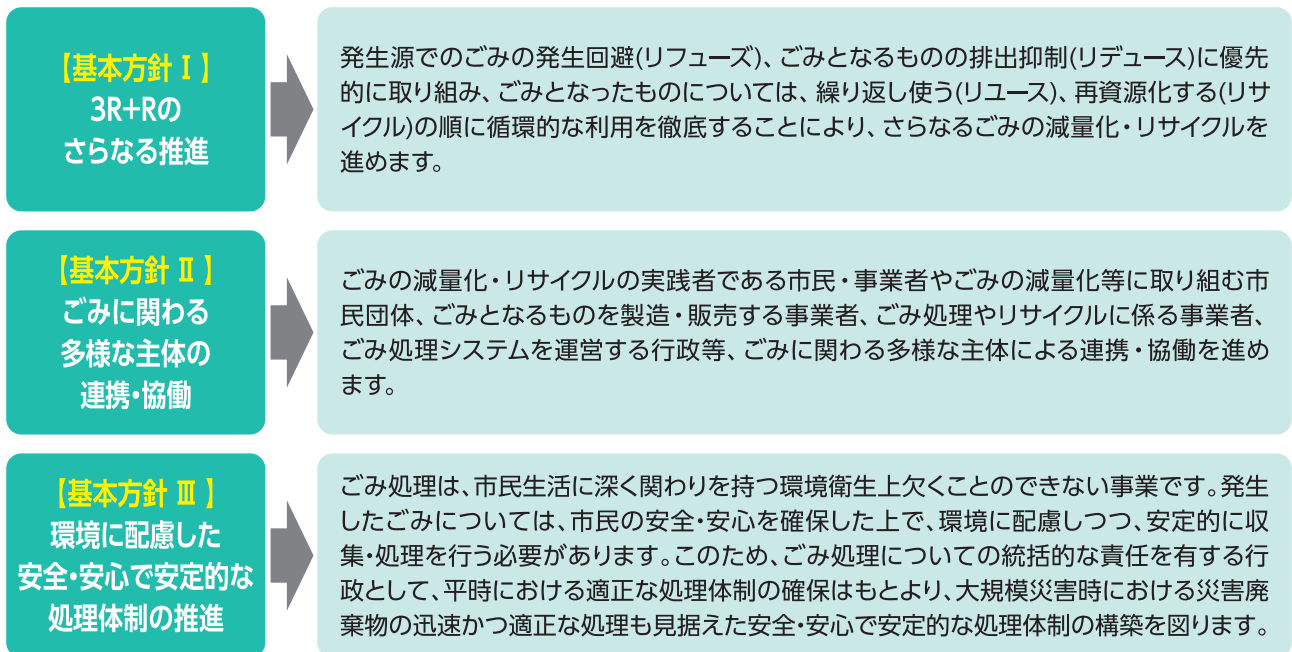 【基本方針 Ⅰ 】
3R+Rの
さらなる推進
発生源でのごみの発生回避(リフューズ)、ごみとなるものの排出抑制(リデュース)に優先
的に取り組み、ごみとなったものについては、繰り返し使う(リユース)、再資源化する(リサ
イクル)の順に循環的な利用を徹底することにより、さらなるごみの減量化・リサイクルを
進めます。
【基本方針 Ⅱ 】
ごみに関わる
多様な主体の
連携・協働
ごみの減量化・リサイクルの実践者である市民・事業者やごみの減量化等に取り組む市
民団体、ごみとなるものを製造・販売する事業者、ごみ処理やリサイクルに係る事業者、
ごみ処理システムを運営する行政等、ごみに関わる多様な主体による連携・協働を進め
ます。
【基本方針 Ⅲ 】
環境に配慮した
安全・安心で安定的な
処理体制の推進
ごみ処理は、市民生活に深く関わりを持つ環境衛生上欠くことのできない事業です。発生
したごみについては、市民の安全・安心を確保した上で、環境に配慮しつつ、安定的に収
集・処理を行う必要があります。このため、ごみ処理についての統括的な責任を有する行
政として、平時における適正な処理体制の確保はもとより、大規模災害時における災害廃
棄物の迅速かつ適正な処理も見据えた安全・安心で安定的な処理体制の構築を図ります。